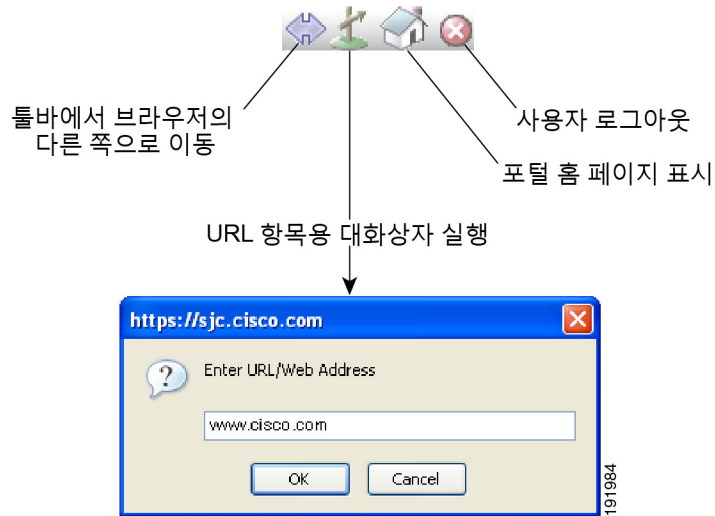 툴바에서 브라우저의
다른 쪽으로 이동
사용자 로그아웃
포털 홈 페이지 표시
URL 항목용 대화상자 실행
https://sjc.cisco.com
Enter URL/Web Address
www.cisco.com
OK
Cancel
191984